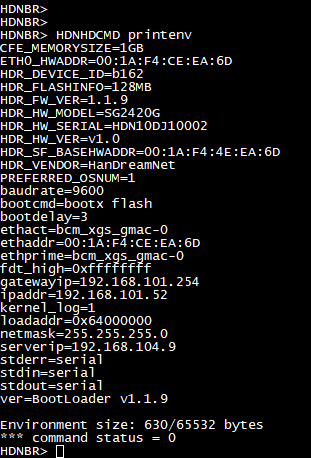 HDNBR>
HDNBR>
HDNBR> HDNHDCMD printenv
CFE_MEMORYSIZE=1GB
ETH0_HWADDR=00:1A:F4:CE:EA:6D
HDR_DEVICE_ID=b162
HDR_FLASHINFO=128MB
HDR_FW_VER=1.1.9
HDR_HW_MODEL=SG2420G
HDR_HW_SERIAL=HDN10DJ10002
HDR_HW_VER=v1.0
HDR_SF_BASEHWADDR=00:1A:F4:4E:EA:6D
HDR_VENDOR=HanDreamNet
PREFERRED_OSNUM=1
baudrate=9600
bootcmd=bootx flash
bootdelay=3
ethact=bcm_xgs_gmac-0
ethaddr=00:1A:F4:CE:EA:6D
ethprime=bcm_xgs_gmac-0
fdt_high=0xffffffff
gatewayip=192.168.101.254
ipaddr=192.168.101.52
kernel_log=1
loadaddr=0x64000000
netmask=255.255.255.0
serverip=192.168.104.9
stderr=serial
stdin=serial
stdout=serial
ver=BootLoader v1.1.9
Environment size: 630/65532 bytes
*** command status = 0
HDNBR>